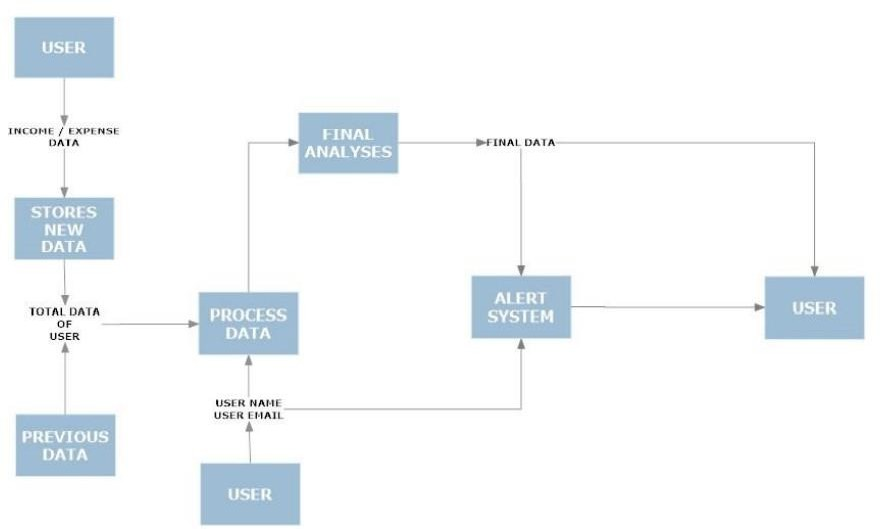 USER
INCOME / EXPENSE
DATA
STORES
NEW
DATA
TOTAL DATA
OF
USER
PREVIOUS
DATA
PROCESS
DATA
USER NAME
USER EMAIL
USER
FINAL
ANALYSES
FINAL DATA
ALERT
SYSTEM
USER